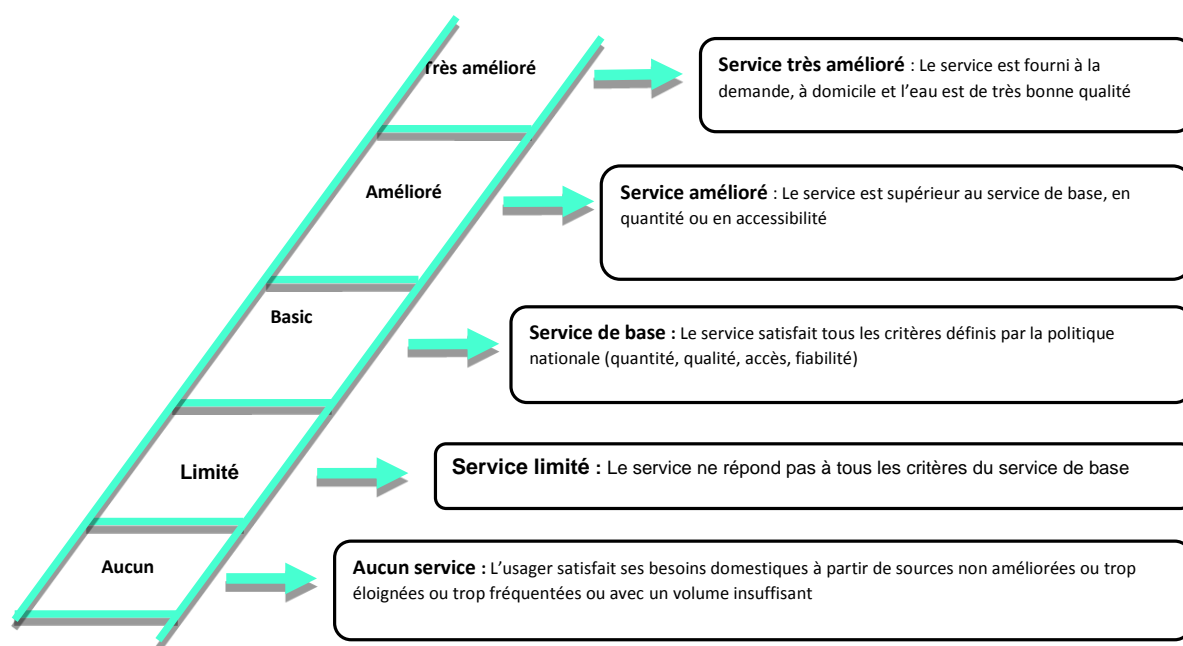 Très amélioré
Service très amélioré : Le service est fourni à la
demande, à domicile et l’eau est de très bonne qualité
Amélioré
Service amélioré : Le service est supérieur au service de base, en
quantité ou en accessibilité
Basic
Service de base : Le service satisfait tous les critères définis par la politique
nationale (quantité, qualité, accès, fiabilité)
Limité
Service limité : Le service ne répond pas à tous les critères du service de base
Aucun
Aucun service : L’usager satisfait ses besoins domestiques à partir de sources non améliorées ou trop
éloignées ou trop fréquentées ou avec un volume insuffisant